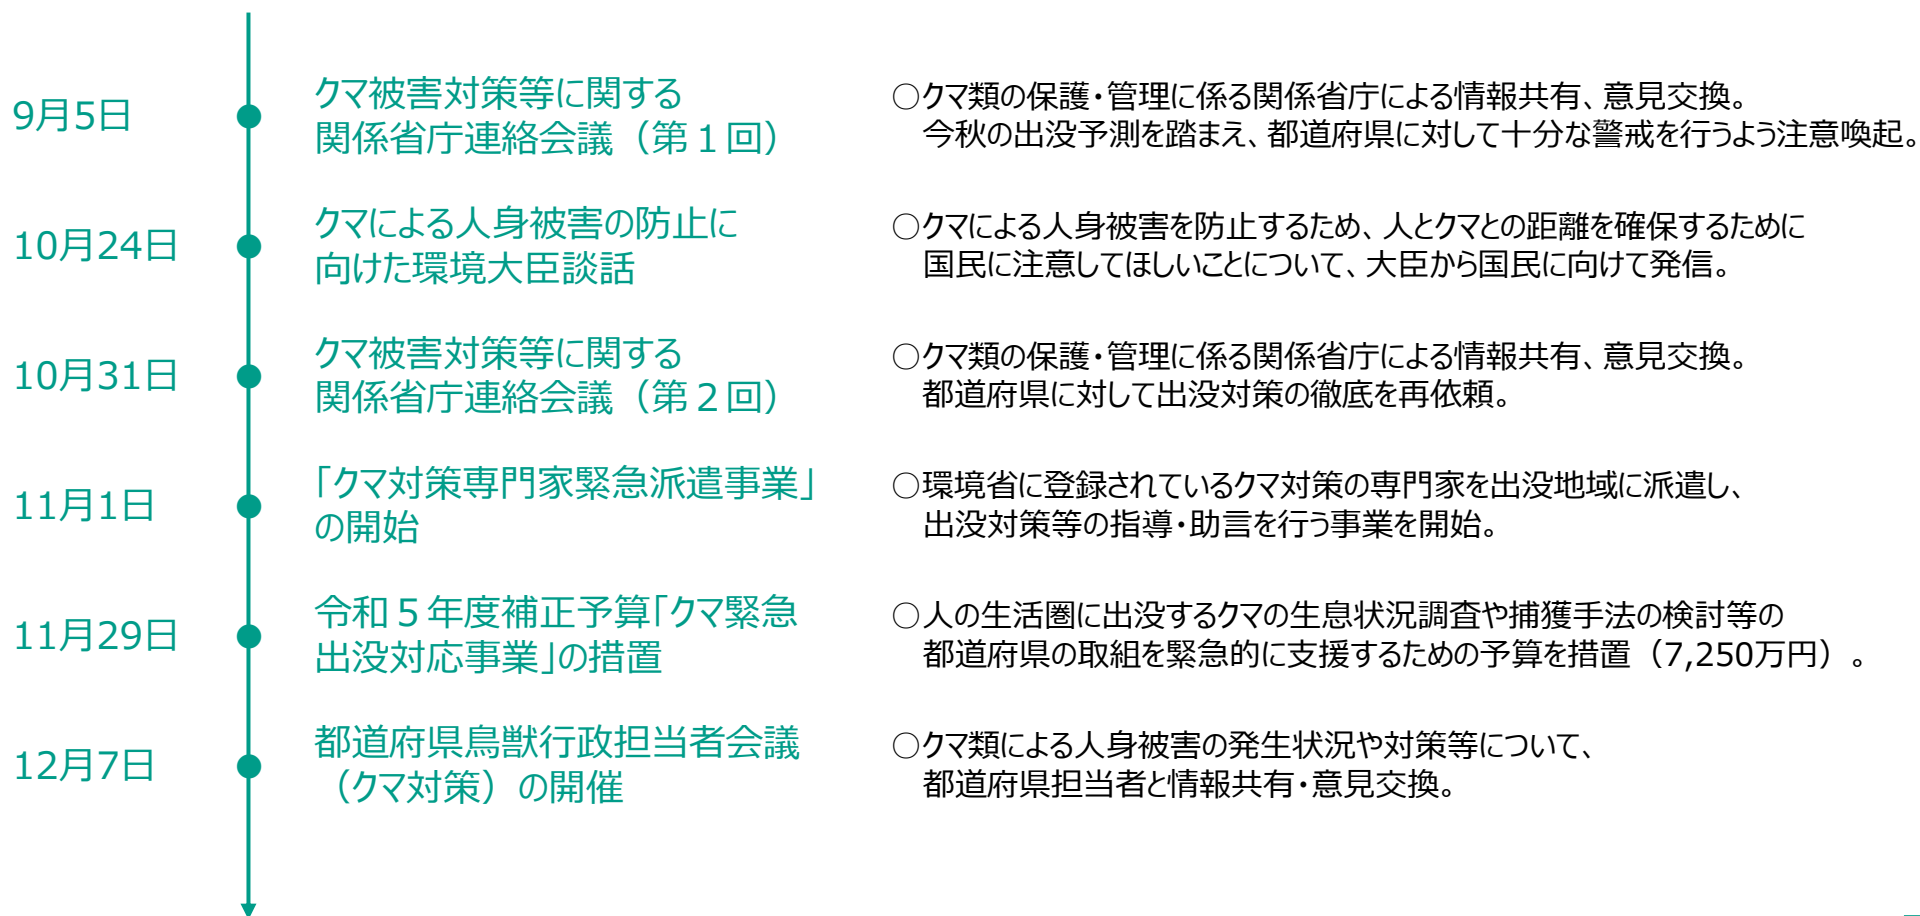 9月5日
クマ被害対策等に関する
関係省庁連絡会議（第１回）
○クマ類の保護・管理に係る関係省庁による情報共有、意見交換。
今秋の出没予測を踏まえ、都道府県に対して十分な警戒を行うよう注意喚起。
10月24日
クマによる人身被害の防止に
向けた環境大臣談話
○クマによる人身被害を防止するため、人とクマとの距離を確保するために
国民に注意してほしいことについて、大臣から国民に向けて発信。
10月31日
クマ被害対策等に関する
関係省庁連絡会議（第２回）
○クマ類の保護・管理に係る関係省庁による情報共有、意見交換。
都道府県に対して出没対策の徹底を再依頼。
11月1日
「クマ対策専門家緊急派遣事業」
の開始
○環境省に登録されているクマ対策の専門家を出没地域に派遣し、
出没対策等の指導・助言を行う事業を開始。
11月29日
令和５年度補正予算「クマ緊急
出没対応事業」の措置
○人の生活圏に出没するクマの生息状況調査や捕獲手法の検討等の
都道府県の取組を緊急的に支援するための予算を措置（7,250万円）。
12月7日
都道府県鳥獣行政担当者会議
（クマ対策）の開催
○クマ類による人身被害の発生状況や対策等について、
都道府県担当者と情報共有・意見交換。